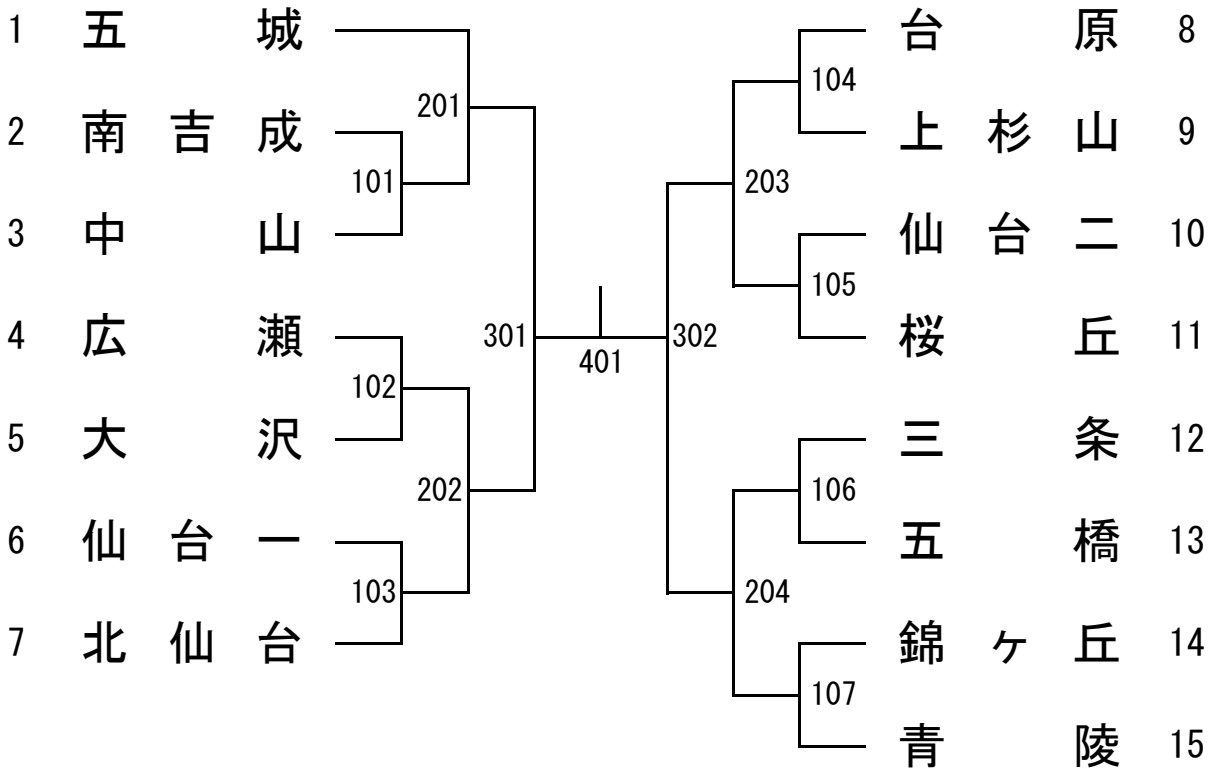 1 五城
2 南吉成
3 中山
4 広瀬
5 大沢
6 仙台一
7 北仙台
201
101
102
202
103
301
401
302
104
203
105
106
204
107
台原 8
上杉山 9
仙台二 10
桜丘 11
三条 12
五橋 13
錦ヶ丘 14
青陵 15